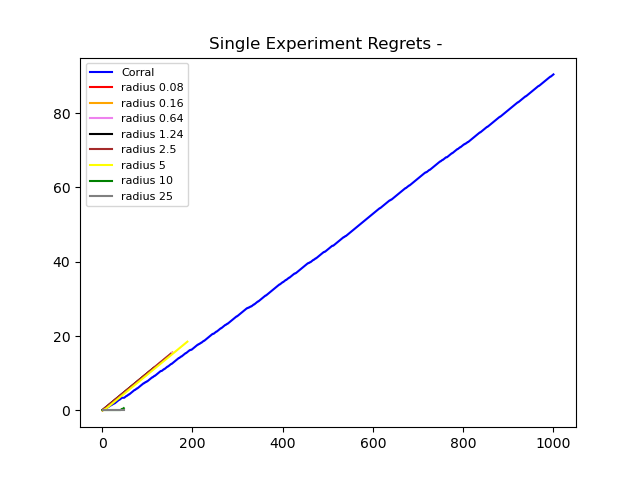 Single Experiment Regrets -
Corral
radius 0.08
radius 0.16
radius 0.64
radius 1.24
radius 2.5
radius 5
radius 10
radius 25
80
60
40
20
0
0 200 400 600 800 1000